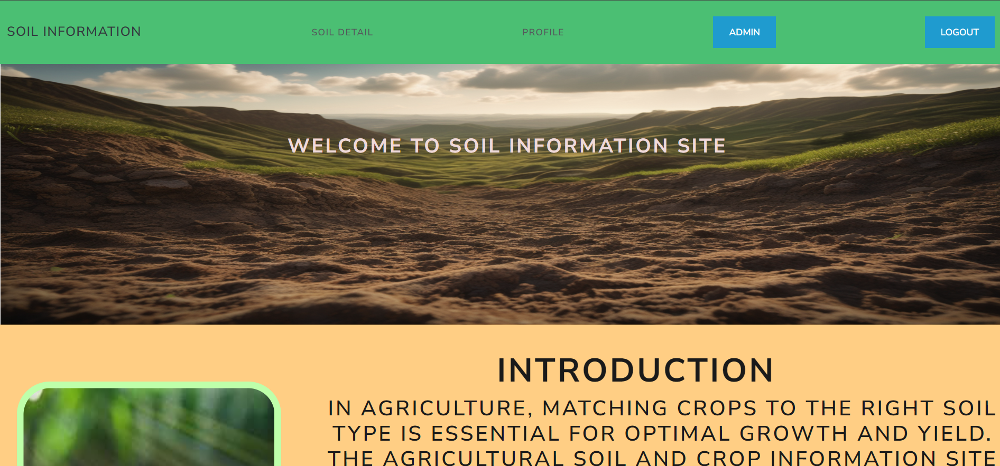 SOIL INFORMATION
SOIL DETAIL
PROFILE
ADMIN
LOGOUT
WELCOME TO SOIL INFORMATION SITE
INTRODUCTION
IN AGRICULTURE, MATCHING CROPS TO THE RIGHT SOIL
TYPE IS ESSENTIAL FOR OPTIMAL GROWTH AND YIELD.
THE AGRICULTURAL SOIL AND CROP INFORMATION SITE